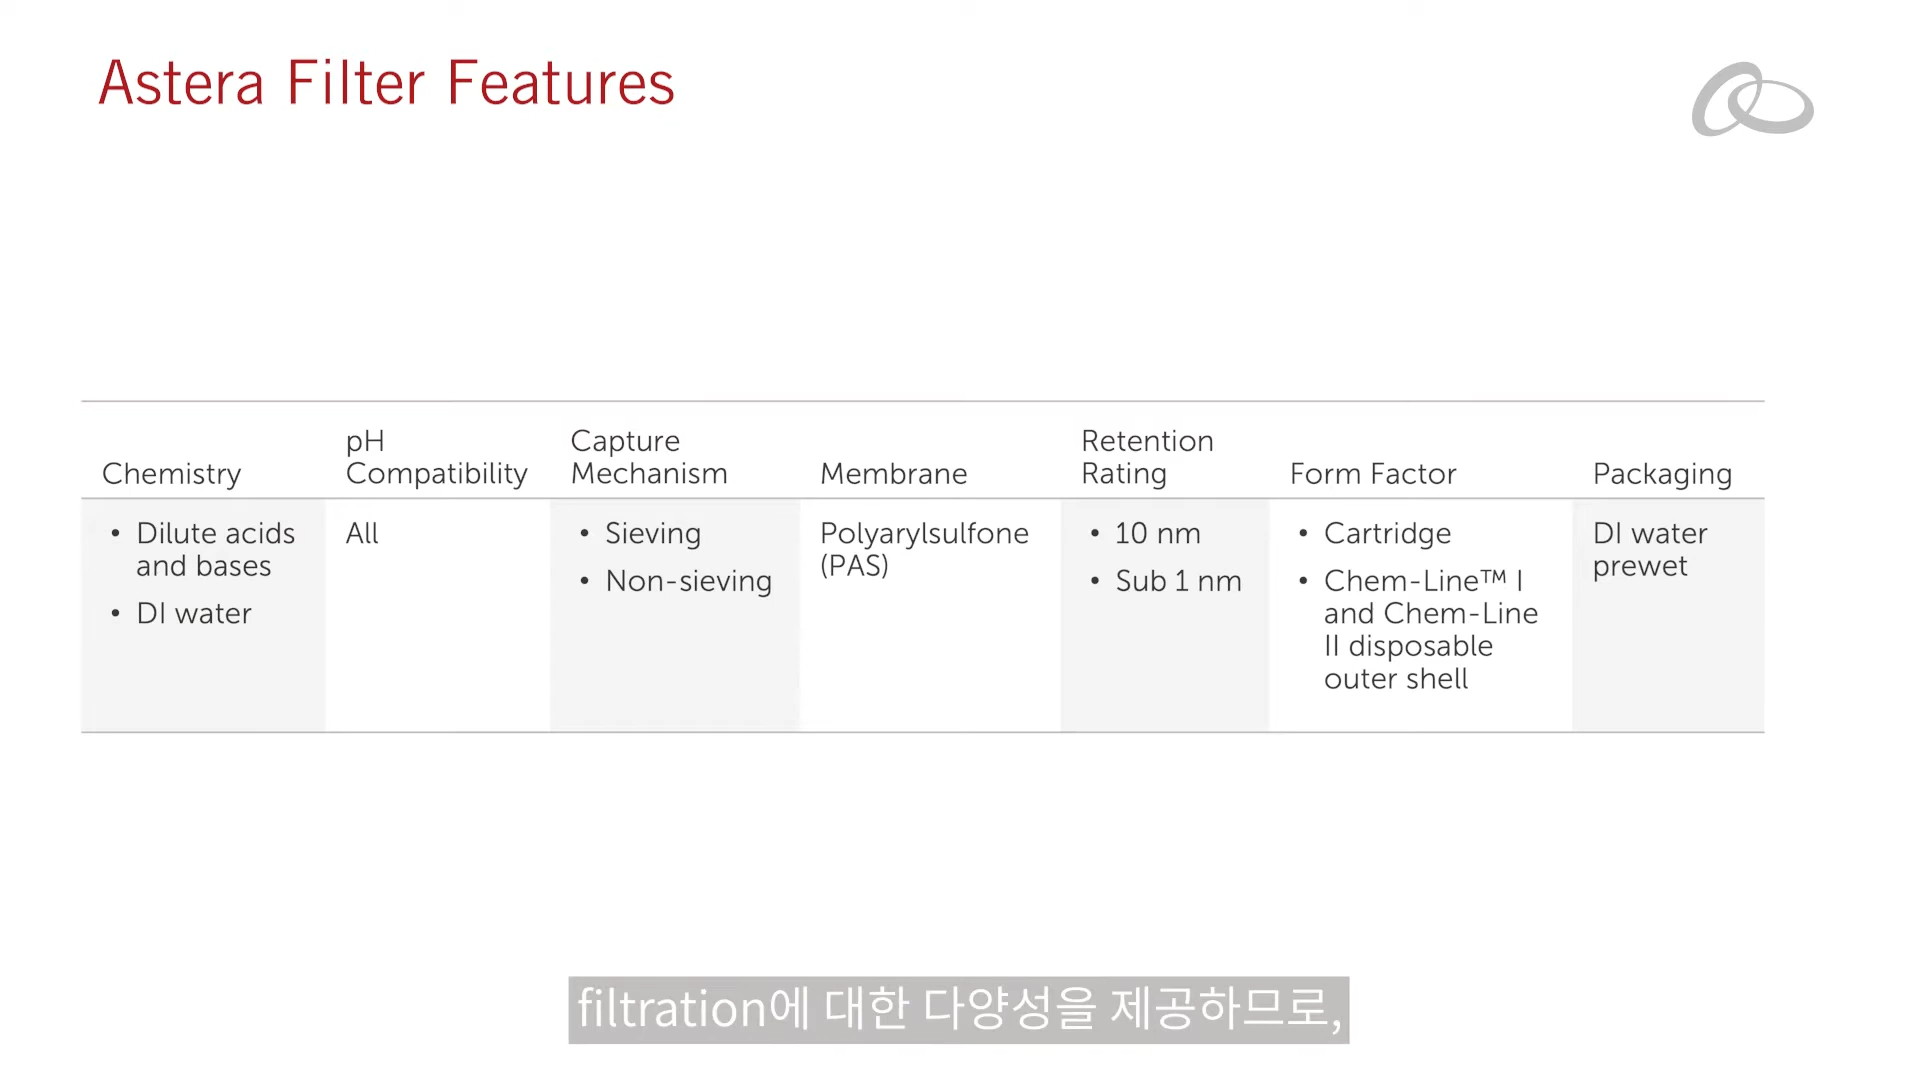 Astera Filter Features
Chemistry
pH
Compatibility
Capture
Mechanism
Membrane
Retention
Rating
Form Factor
Packaging
• Dilute acids
and bases
• DI water
All
• Sieving
• Non-sieving
Polyarylsulfone
(PAS)
• 10 nm
• Sub 1 nm
• Cartridge
• Chem-Line™ I
and Chem-Line
II disposable
outer shell
DI water
prewet
filtration에 대한 다양성을 제공하므로,